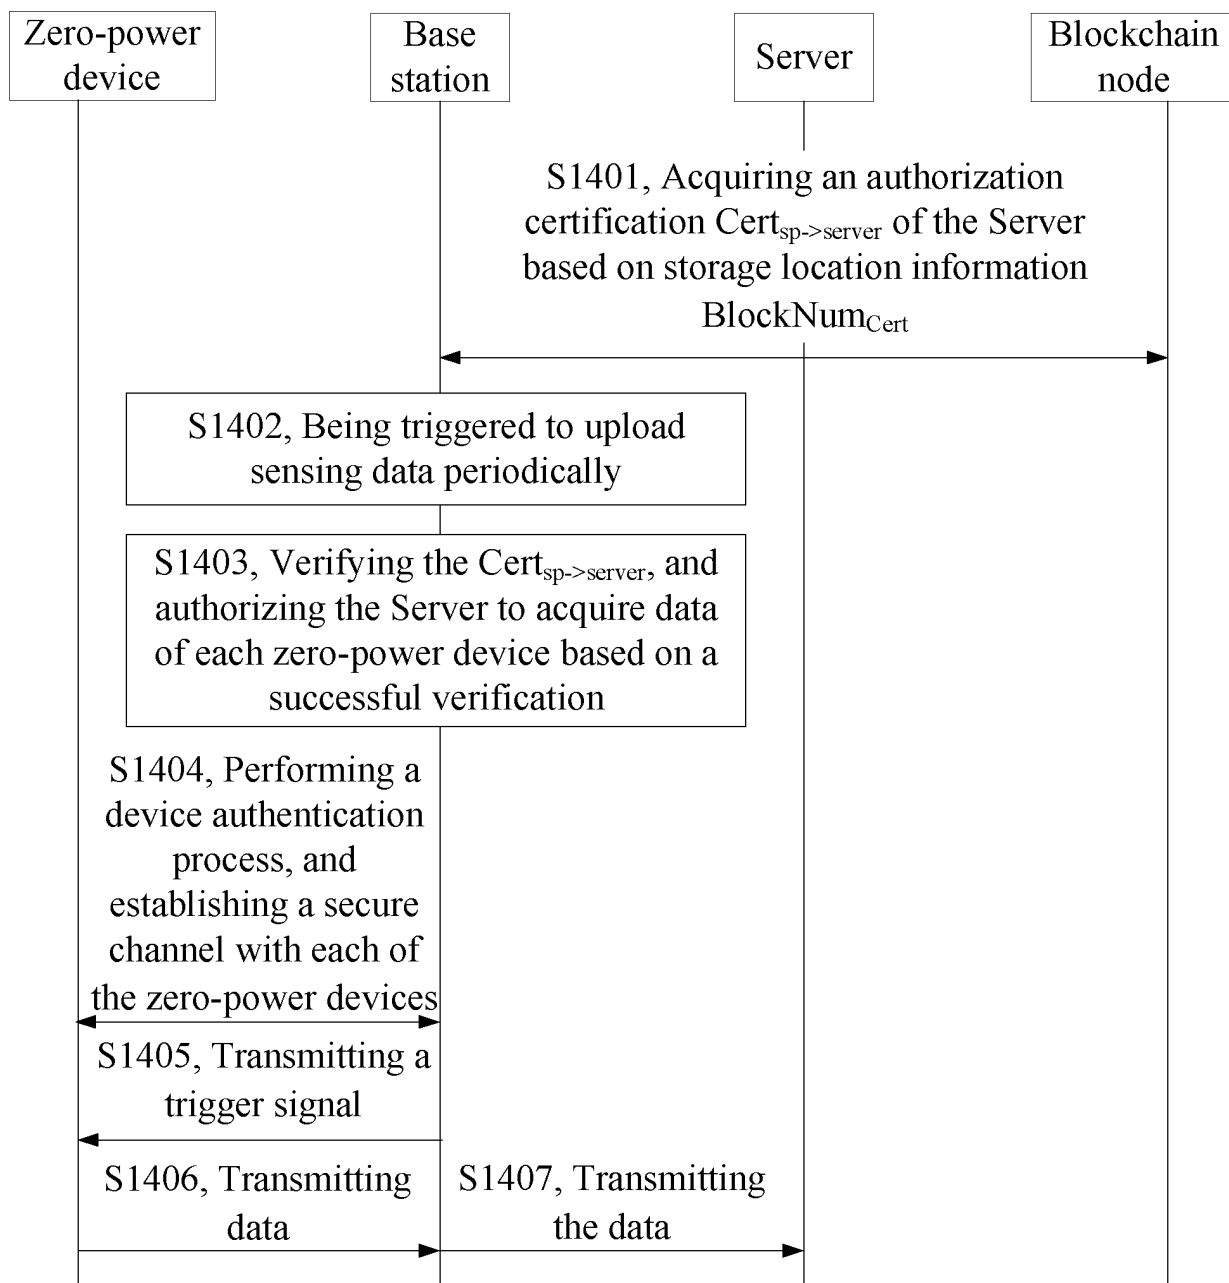 Zero-power
device
Base
station
Server
Blockchain
node
S1401, Acquiring an authorization
certification Cert_sp->server of the Server
based on storage location information
BlockNum_Cert
S1402, Being triggered to upload
sensing data periodically
S1403, Verifying the Cert_sp->server, and
authorizing the Server to acquire data
of each zero-power device based on a
successful verification
S1404, Performing a
device authentication
process, and
establishing a secure
channel with each of
the zero-power devices
S1405, Transmitting a
trigger signal
S1406, Transmitting
data
S1407, Transmitting
the data